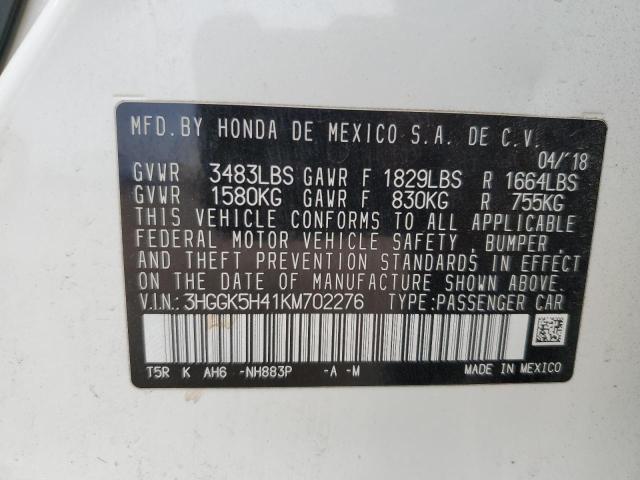 MFD. BY HONDA DE MEXICO S.A. DE C.V.
04/'18
GVWR 3483LBS GAWR F 1829LBS R 1664LBS
GVWR 1580KG GAWR F 830KG R 755KG
THIS VEHICLE CONFORMS TO ALL APPLICABLE
FEDERAL MOTOR VEHICLE SAFETY , BUMPER ,
AND THEFT PREVENTION STANDARDS IN EFFECT
ON THE DATE OF MANUFACTURE SHOWN ABOVE.
V.I.N.: 3HGGK5H41KM702276 TYPE: PASSENGER CAR
T5R K AH6 -NH883P -A -M MADE IN MEXICO